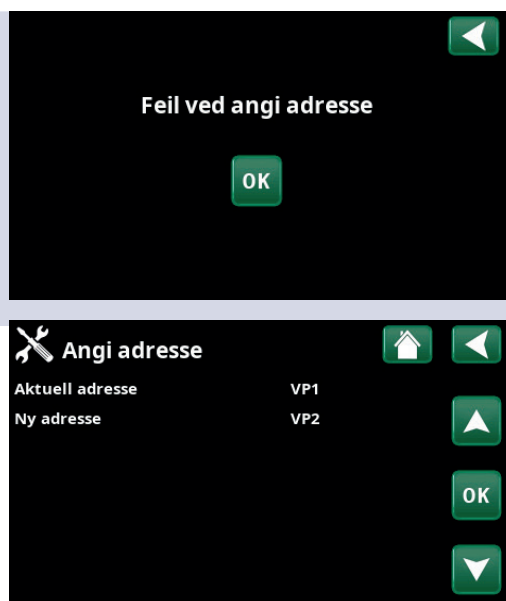 Feil ved angi adresse
OK
Angi adresse
Aktuell adresse VP1
Ny adresse VP2
OK